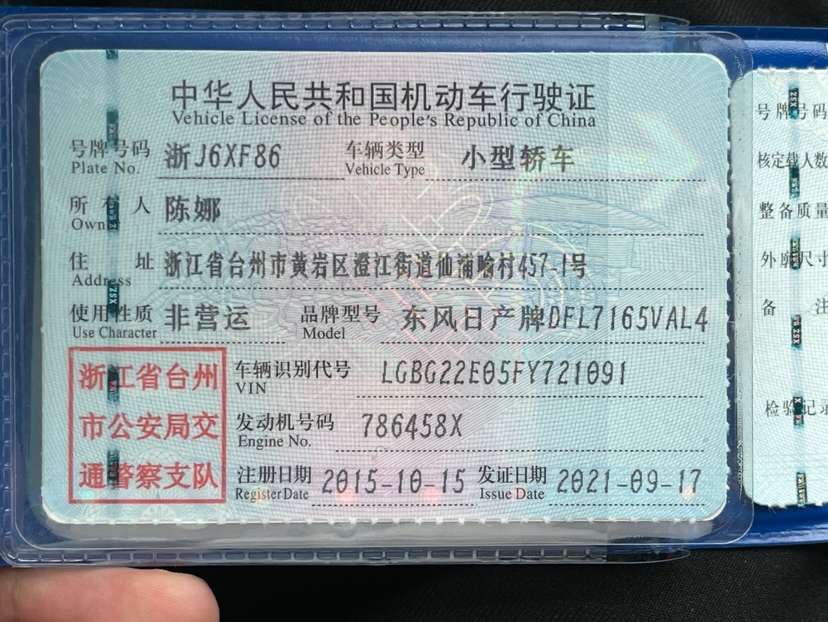 中华人民共和国机动车行驶证
Vehicle License of the People's Republic of China
号牌号码 浙J6XF86 车辆类型 小型轿车
Plate No. Vehicle Type
所有人 陈娜
Owner
住址 浙江省台州市黄岩区澄江街道仙浦喻村457-1号
Address
使用性质 非营运 品牌型号 东风日产牌DFL7165VAL4
Use Character Model
浙江省台州
市公安局交
通警察支队
车辆识别代号 LGBG22E05FY721091
VIN
发动机号码 786458X
Engine No.
注册日期 2015-10-15 发证日期 2021-09-17
Register Date Issue Date
号牌号码
核定载人数
整备质量
外廓尺寸
备注
检验记录